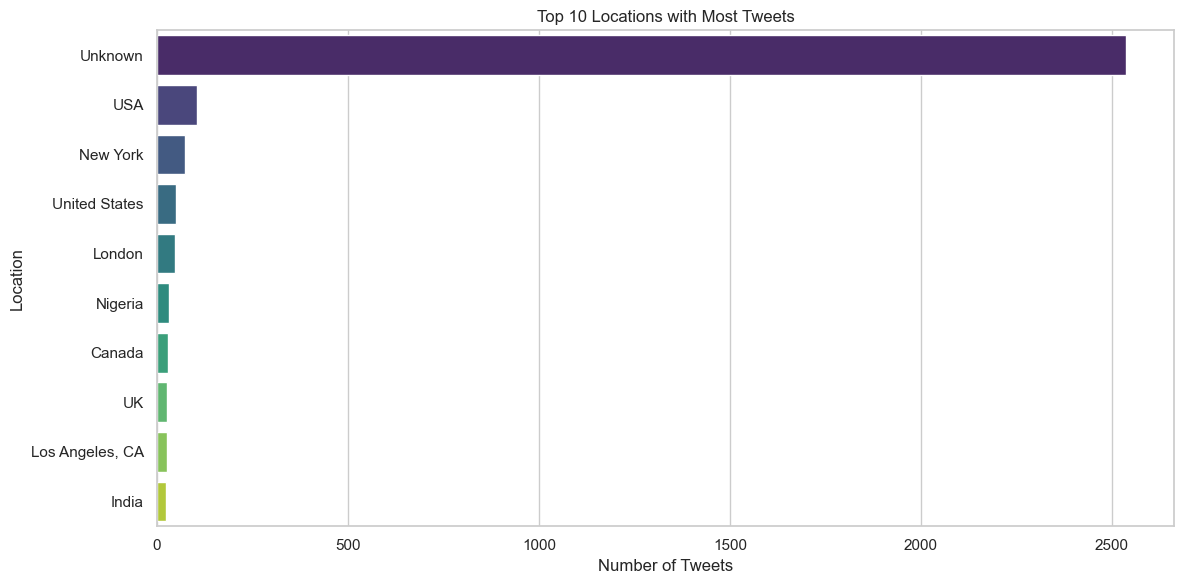 Top 10 Locations with Most Tweets
Unknown
USA
New York
United States
London
Nigeria
Canada
UK
Los Angeles, CA
India
Location
0 500 1000 1500 2000 2500
Number of Tweets